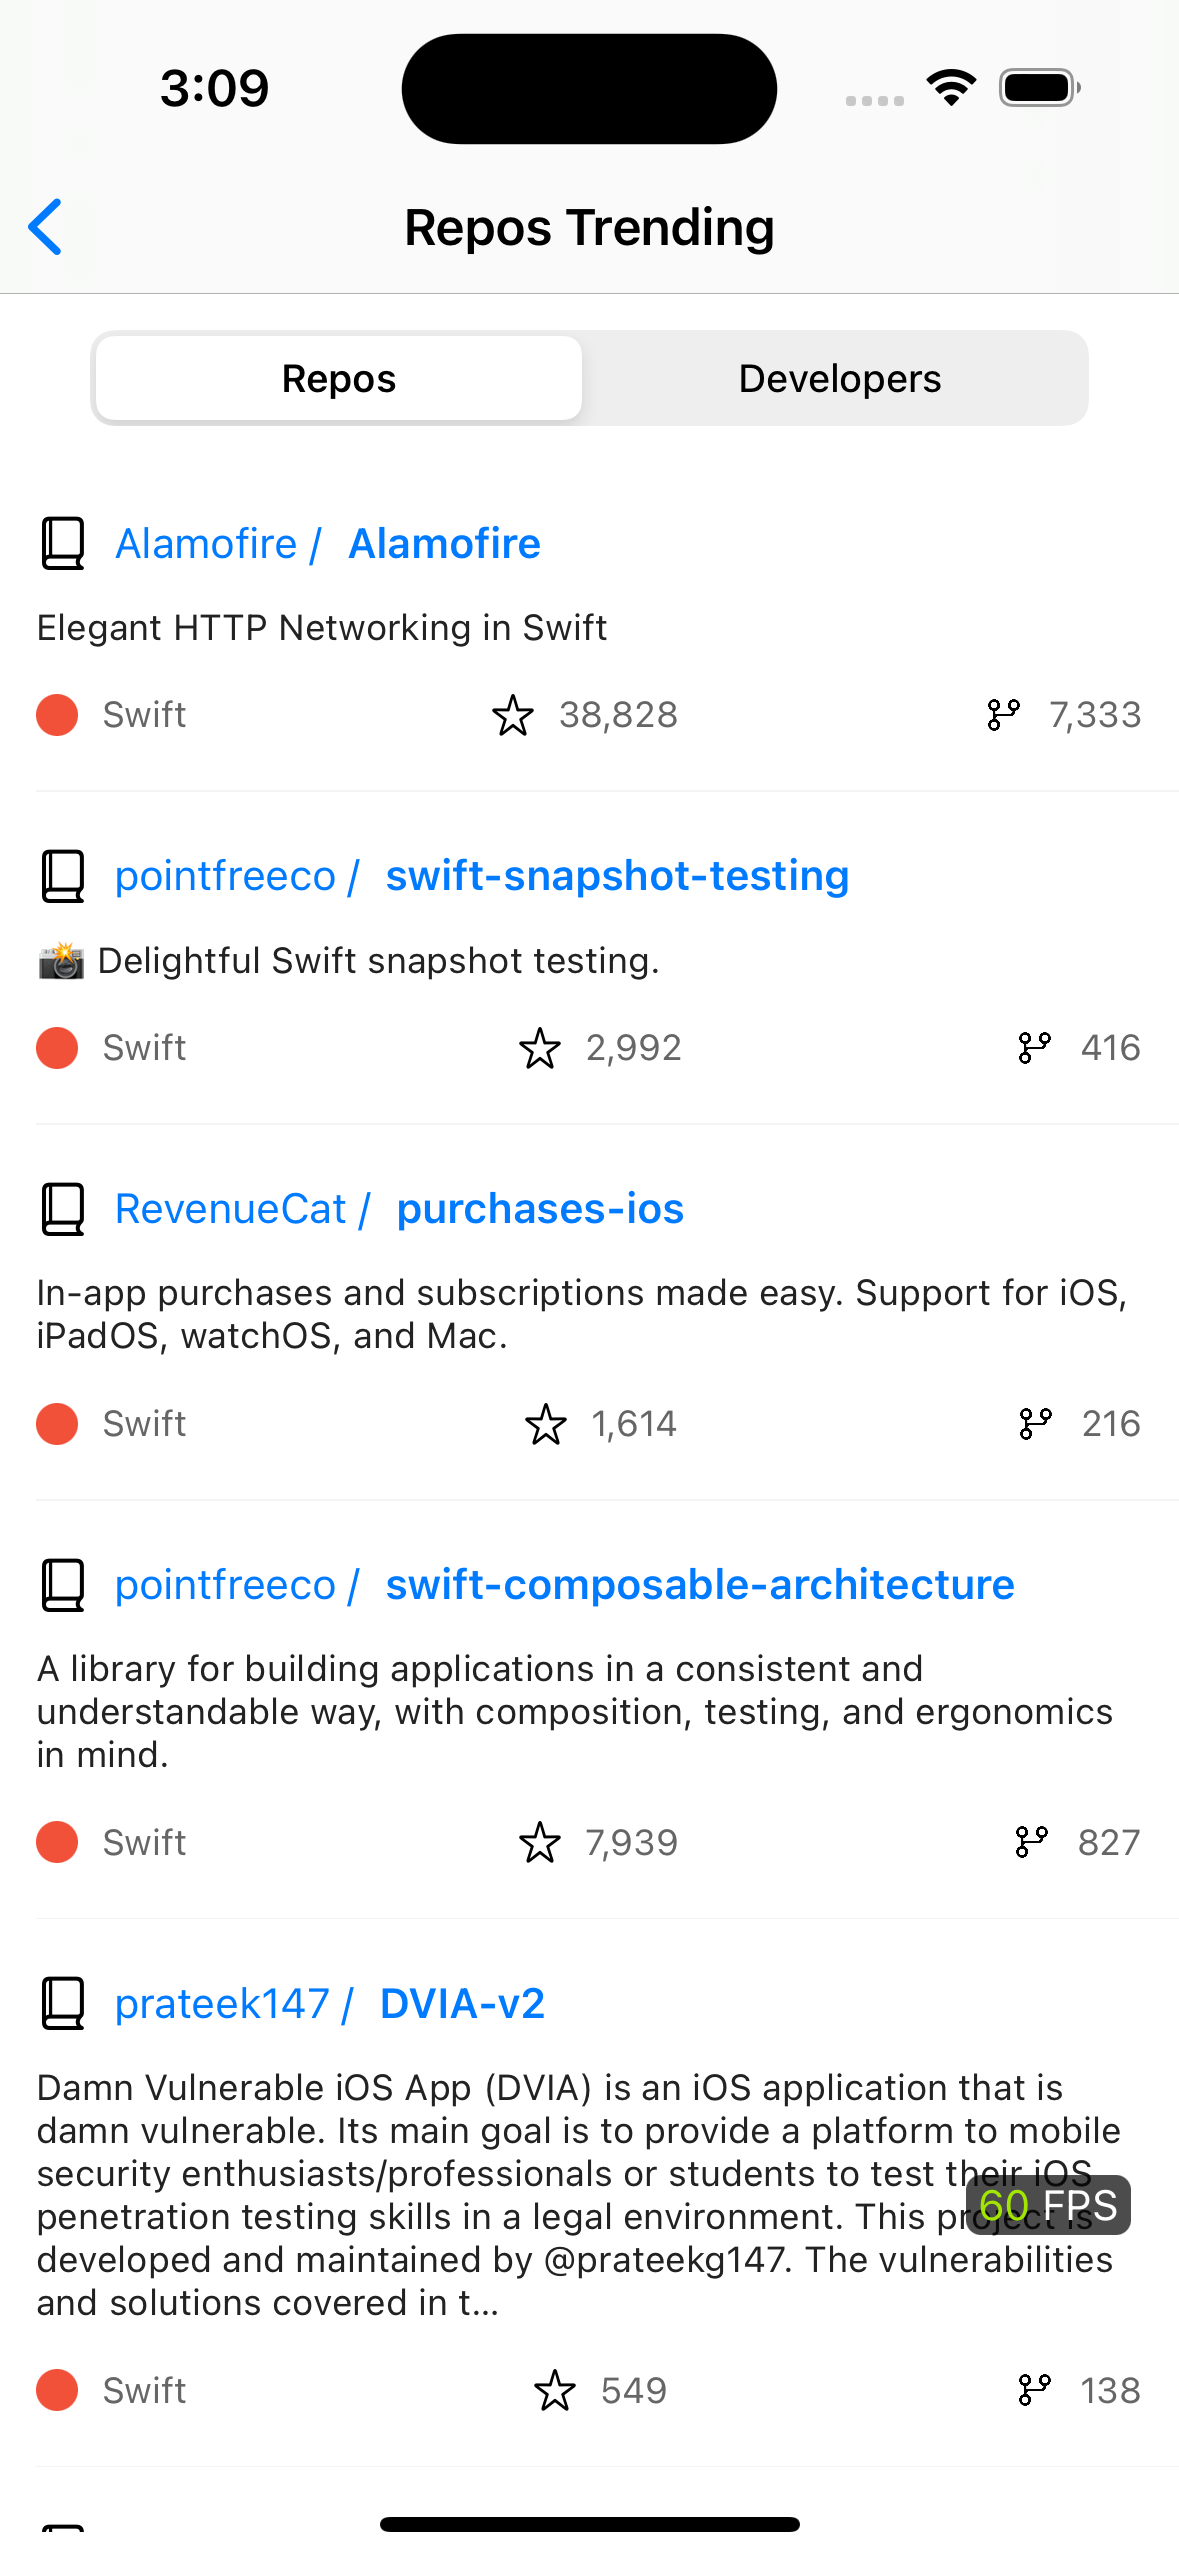 3:09
Repos Trending
Repos
Developers
Alamofire / Alamofire
Elegant HTTP Networking in Swift
Swift 38,828 7,333
pointfreeco / swift-snapshot-testing
📸 Delightful Swift snapshot testing.
Swift 2,992 416
RevenueCat / purchases-ios
In-app purchases and subscriptions made easy. Support for iOS,
iPadOS, watchOS, and Mac.
Swift 1,614 216
pointfreeco / swift-composable-architecture
A library for building applications in a consistent and
understandable way, with composition, testing, and ergonomics
in mind.
Swift 7,939 827
prateek147 / DVIA-v2
Damn Vulnerable iOS App (DVIA) is an iOS application that is
damn vulnerable. Its main goal is to provide a platform to mobile
security enthusiasts/professionals or students to test their iOS
penetration testing skills in a legal environment. This project is
60 FPS
developed and maintained by @prateekg147. The vulnerabilities
and solutions covered in t...
Swift 549 138